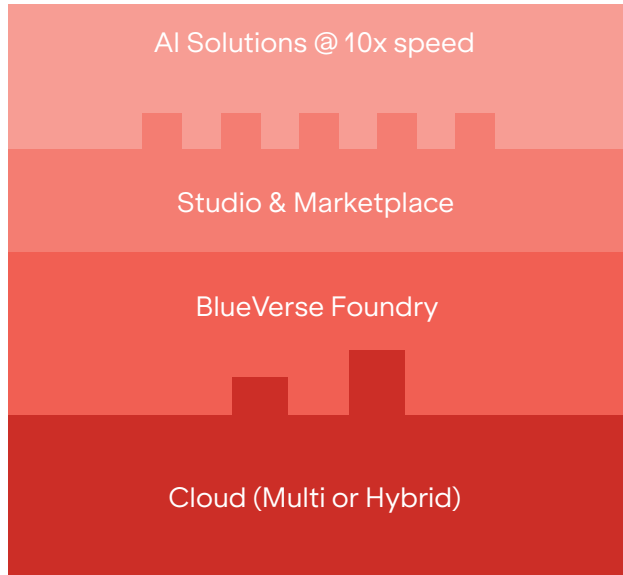 AI Solutions @ 10x speed
Studio & Marketplace
BlueVerse Foundry
Cloud (Multi or Hybrid)